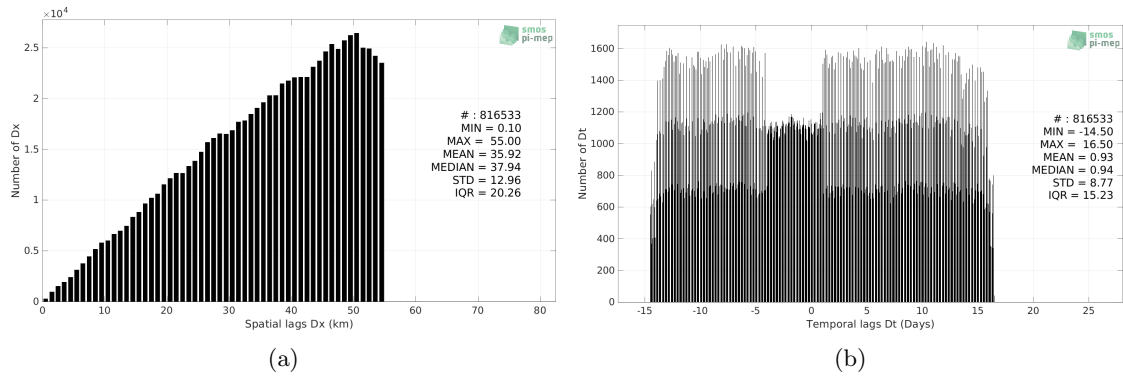 ×10⁴
smos
pi-mep
2.5
2
1.5
1
0.5
0
Number of Dx
# : 816533
MIN = 0.10
MAX = 55.00
MEAN = 35.92
MEDIAN = 37.94
STD = 12.96
IQR = 20.26
0 10 20 30 40 50 60 70 80
Spatial lags Dx (km)
(a)
smos
pi-mep
1600
1400
1200
1000
800
600
400
200
0
Number of Dt
# : 816533
MIN = -14.50
MAX = 16.50
MEAN = 0.93
MEDIAN = 0.94
STD = 8.77
IQR = 15.23
-15 -10 -5 0 5 10 15 20 25
Temporal lags Dt (Days)
(b)